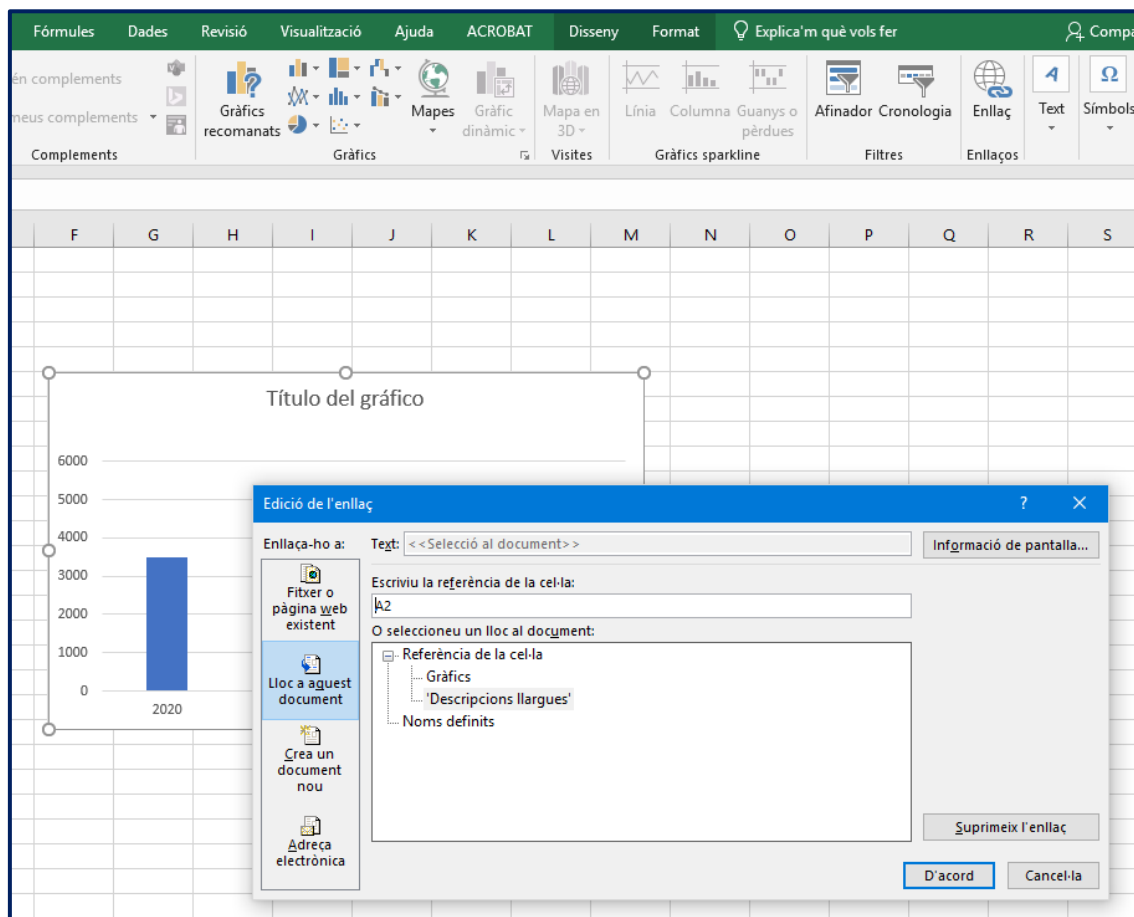 Fórmules Dades Revisió Visualització Ajuda ACROBAT Disseny Format Explica'm què vols fer
én complements
meus complements
Complements
Gràfics
recomanats
Mapes
Gràfic
dinàmic
Gràfics
Mapa en
3D
Visites
Línia Columna Guanys o
pèrdues
Gràfics sparkline
Afinador Cronologia
Filtres
Enllaç
Enllaços
Text
Símbols
F G H I J K L M N O P Q R S
Título del gráfico
6000
5000
4000
3000
2000
1000
0
2020
Edició de l'enllaç
Enllaça-ho a:
Text: <<Selecció al document>>
Informació de pantalla...
Fitxer o
pàgina web
existent
Lloc a aquest
document
Crea un
document
nou
Adreça
electrònica
Escriviu la referència de la cel·la:
A2
O seleccioneu un lloc al document:
Referència de la cel·la
Gràfics
'Descripcions llargues'
Noms definits
Suprimeix l'enllaç
D'acord
Cancel·la